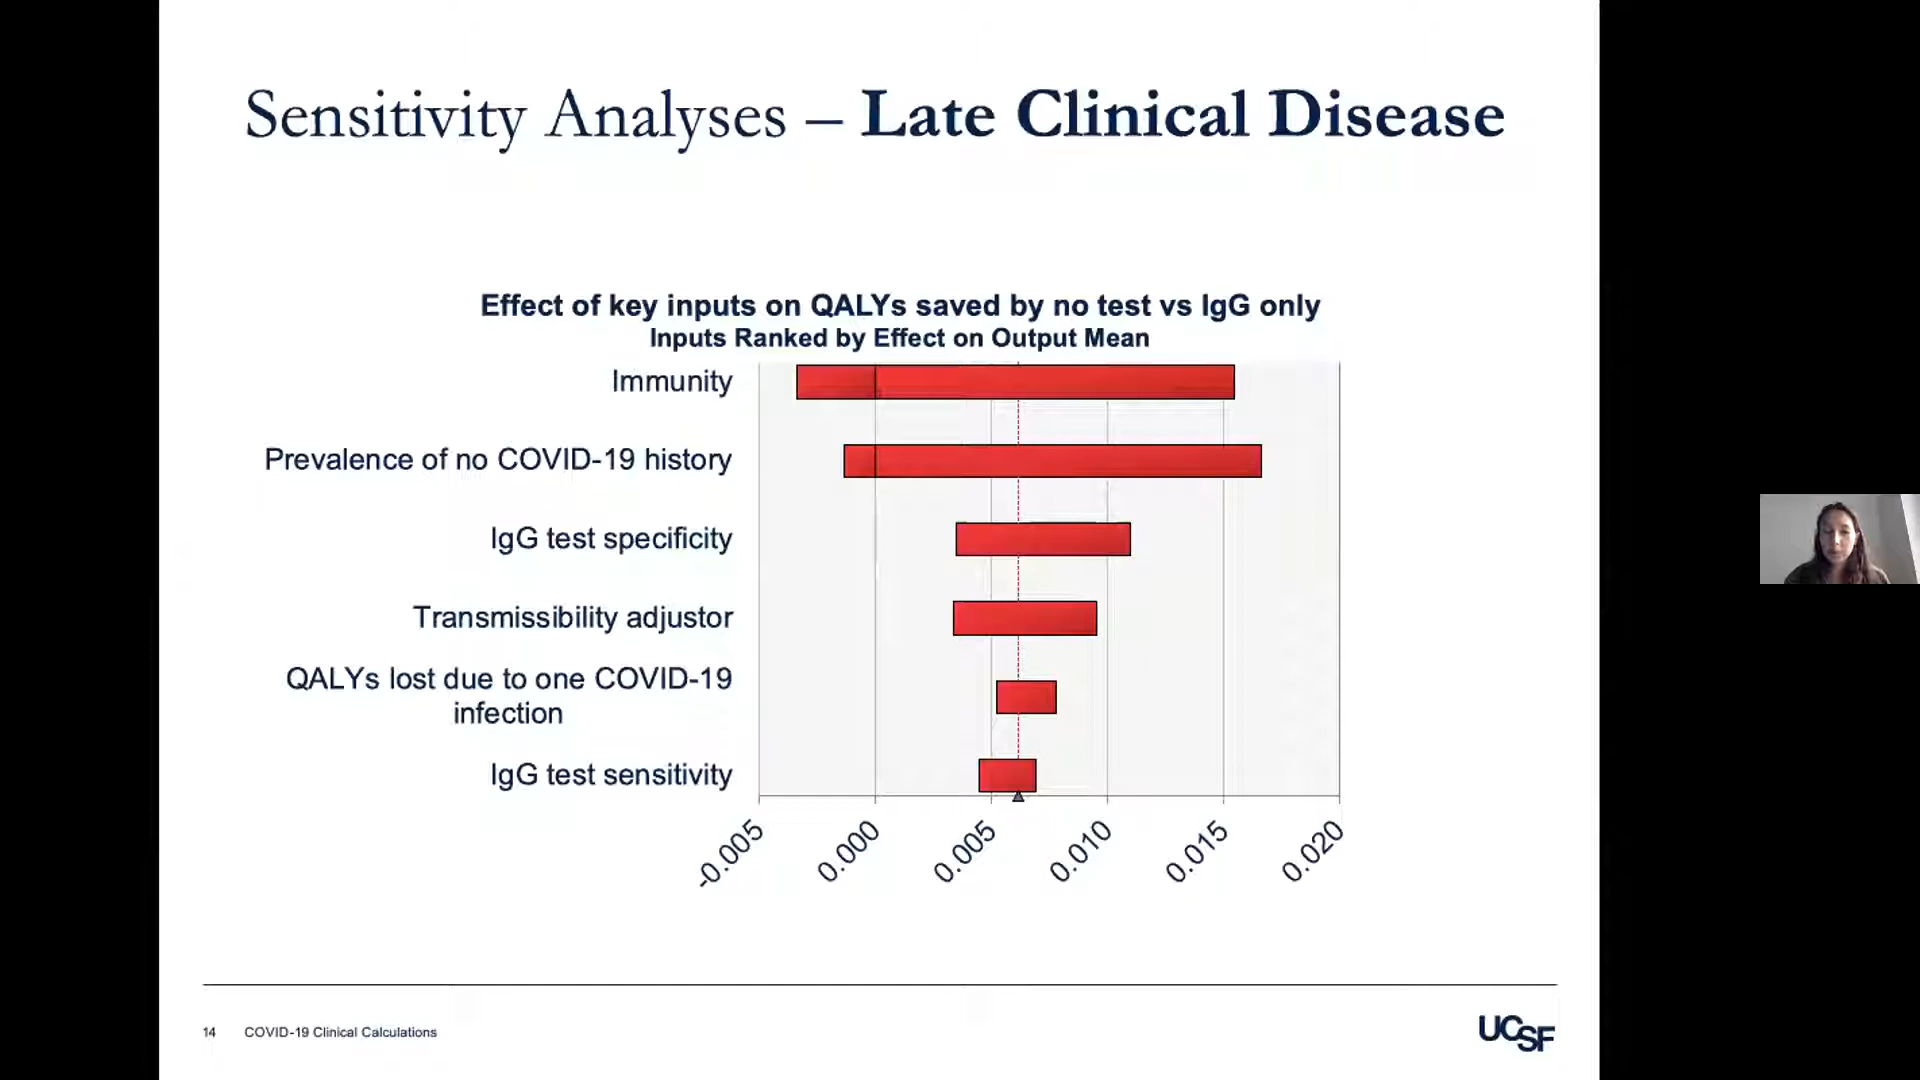 Sensitivity Analyses – Late Clinical Disease
Effect of key inputs on QALYs saved by no test vs IgG only
Inputs Ranked by Effect on Output Mean
Immunity
Prevalence of no COVID-19 history
IgG test specificity
Transmissibility adjustor
QALYs lost due to one COVID-19
infection
IgG test sensitivity
-0.005
0.000
0.005
0.010
0.015
0.020
14
COVID-19 Clinical Calculations
UCSF